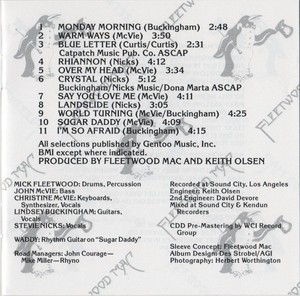 1 MONDAY MORNING (Buckingham) 2:48
2 WARM WAYS (McVie) 3:50
3 BLUE LETTER (Curtis/Curtis) 2:31
Catpatch Music Pub. Co. ASCAP
4 RHIANNON (Nicks) 4:12
5 OVER MY HEAD (McVie) 3:34
6 CRYSTAL (Nicks) 5:12
Buckingham/Nicks Music/Dona Marta ASCAP
7 SAY YOU LOVE ME (McVie) 4:11
8 LANDSLIDE (Nicks) 3:05
9 WORLD TURNING (McVie/Buckingham) 4:25
10 SUGAR DADDY (McVie) 4:09
11 I'M SO AFRAID (Buckingham) 4:15
All selections published by Gentoo Music, Inc.
BMI except where indicated.
PRODUCED BY FLEETWOOD MAC AND KEITH OLSEN
MICK FLEETWOOD: Drums, Percussion
JOHN McVIE: Bass
CHRISTINE McVIE: Keyboards,
Synthesizer, Vocals
LINDSEY BUCKINGHAM: Guitars,
Vocals
STEVIE NICKS: Vocals
WADDY: Rhythm Guitar on "Sugar Daddy"
Road Managers: John Courage—
Mike Miller—Rhyno
Recorded at Sound City, Los Angeles
Engineer: Keith Olsen
2nd Engineer: David Devore
Mixed at Sound City & Kendun
Recorders
CDD Pre-Mastering by WCI Record
Group
Sleeve Concept: Fleetwood Mac
Album Design-Des Strobel/AGI
Photography: Herbert Worthington
FLEETWOOD MAC